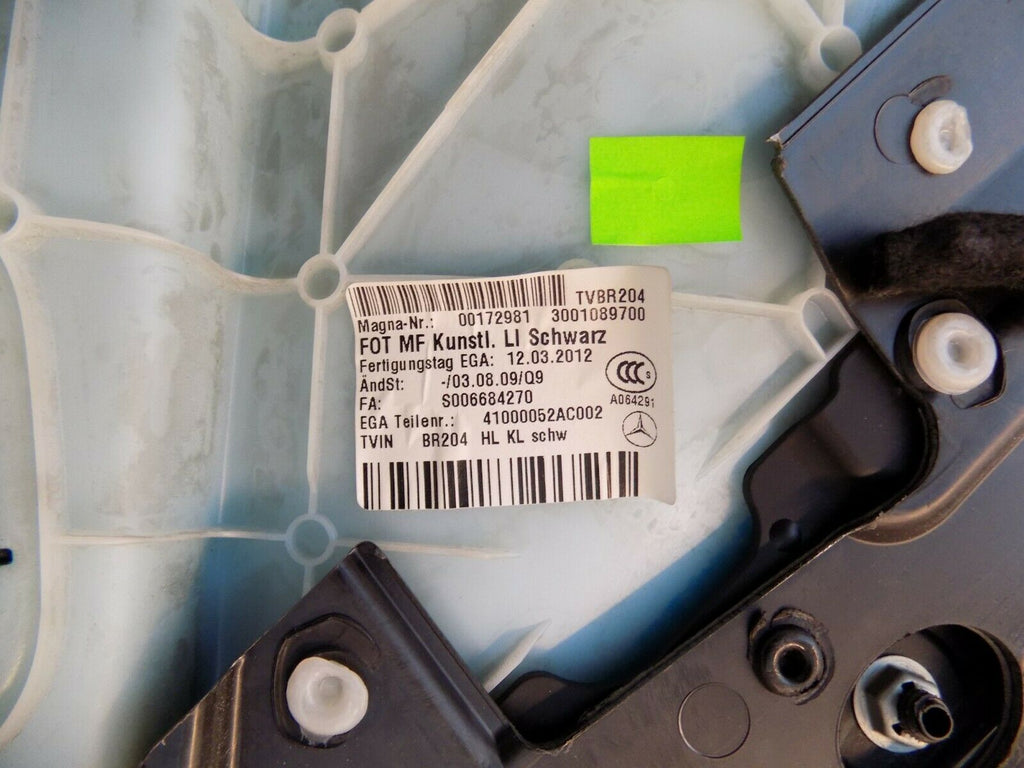 TVBR204
Magna-Nr.: 00172981 3001089700
FOT MF Kunstl. LI Schwarz
Fertigungstag EGA: 12.03.2012
ÄndSt: -/03.08.09/Q9
FA: S006684270
CCC S
A064291
EGA Teilenr.: 41000052AC002
TVIN BR204 HL KL schw